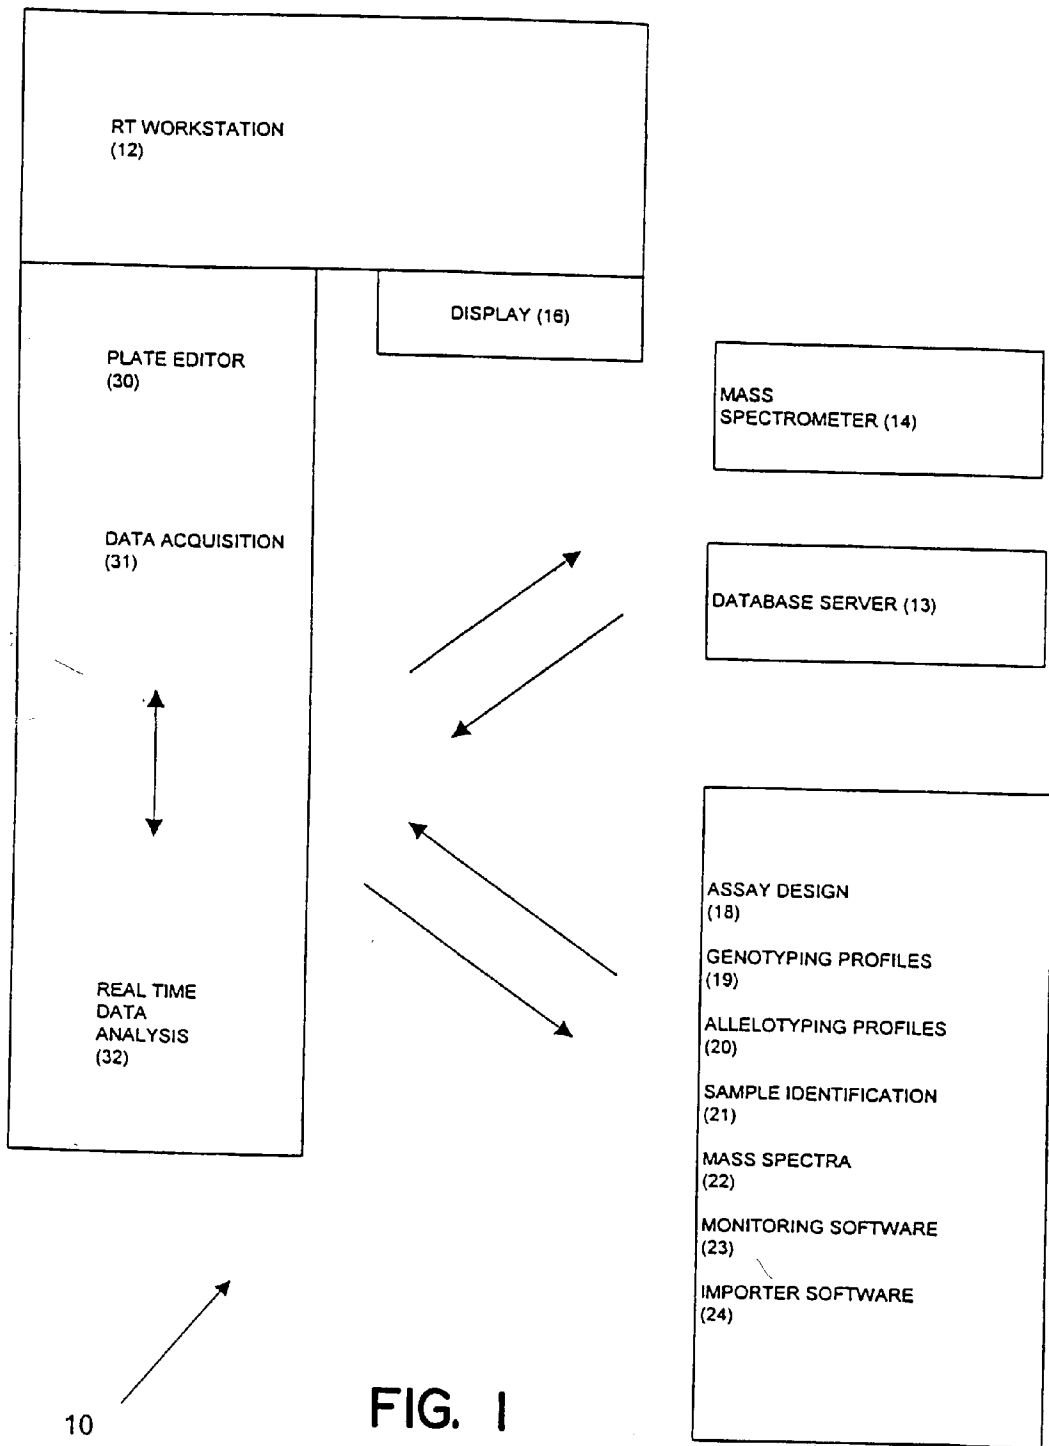 RT WORKSTATION
(12)
DISPLAY (16)
PLATE EDITOR
(30)
DATA ACQUISITION
(31)
REAL TIME
DATA
ANALYSIS
(32)
MASS
SPECTROMETER (14)
DATABASE SERVER (13)
ASSAY DESIGN
(18)
GENOTYPING PROFILES
(19)
ALLELOTYPING PROFILES
(20)
SAMPLE IDENTIFICATION
(21)
MASS SPECTRA
(22)
MONITORING SOFTWARE
(23)
IMPORTER SOFTWARE
(24)
10
FIG. 1